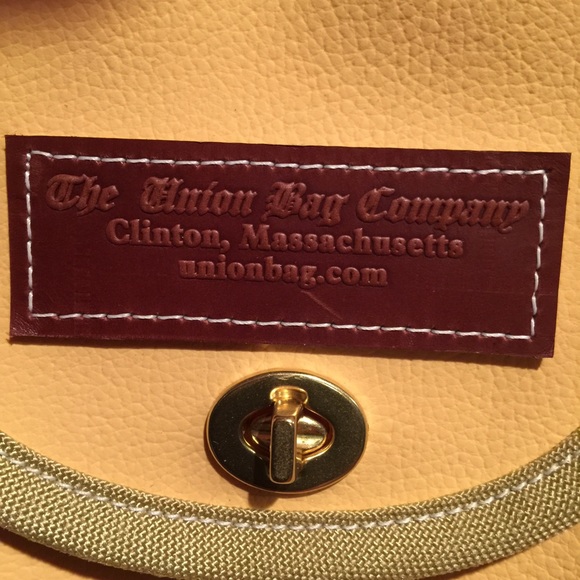 The Union Bag Company
Clinton, Massachusetts
unionbag.com